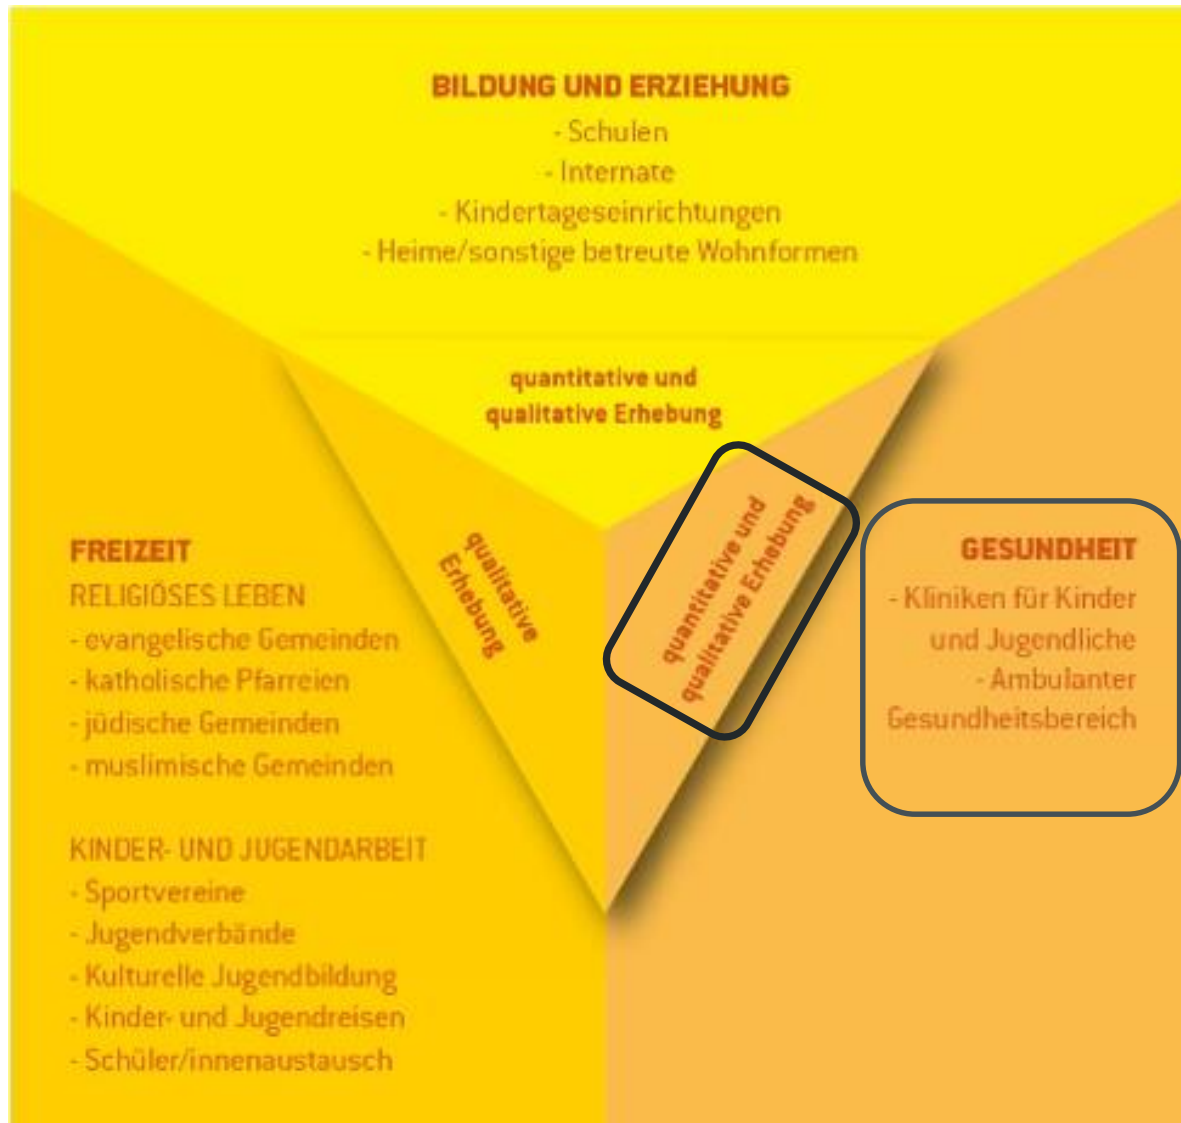 BILDUNG UND ERZIEHUNG
- Schulen
- Internate
- Kindertageseinrichtungen
- Heime/sonstige betreute Wohnformen
quantitative und
qualitative Erhebung
qualitative
Erhebung
quantitative und
qualitative Erhebung
FREIZEIT
RELIGIÖSES LEBEN
- evangelische Gemeinden
- katholische Pfarreien
- jüdische Gemeinden
- muslimische Gemeinden
KINDER- UND JUGENDARBEIT
- Sportvereine
- Jugendverbände
- Kulturelle Jugendbildung
- Kinder- und Jugendreisen
- Schüler/innenaustausch
GESUNDHEIT
- Kliniken für Kinder
und Jugendliche
- Ambulanter
Gesundheitsbereich